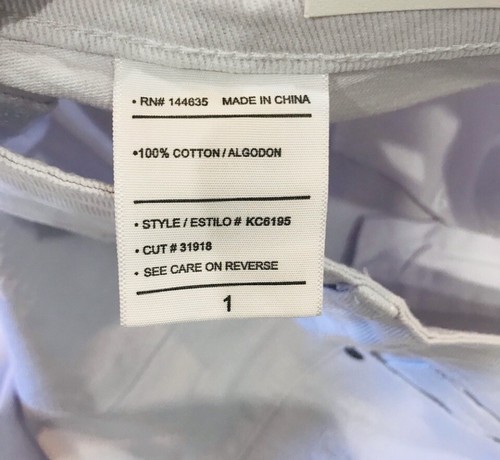 • RN# 144635 MADE IN CHINA
•100% COTTON / ALGODON
• STYLE / ESTILO # KC6195
• CUT # 31918
• SEE CARE ON REVERSE
1